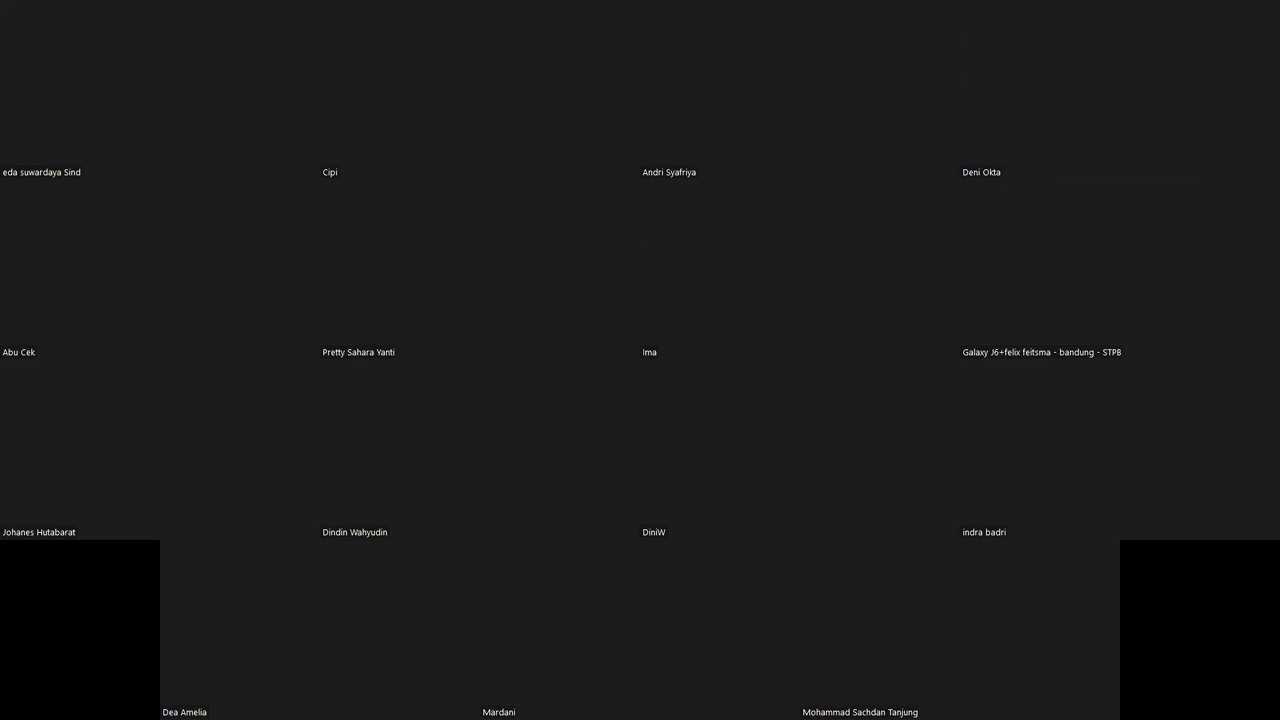 eda suwardaya Sind
Cipi
Andri Syafriya
Deni Okta
Abu Cek
Pretty Sahara Yanti
Ima
Galaxy J6+felix feitsma - bandung - STPB
Johanes Hutabarat
Dindin Wahyudin
DiniW
indra badri
Dea Amelia
Mardani
Mohammad Sachdan Tanjung